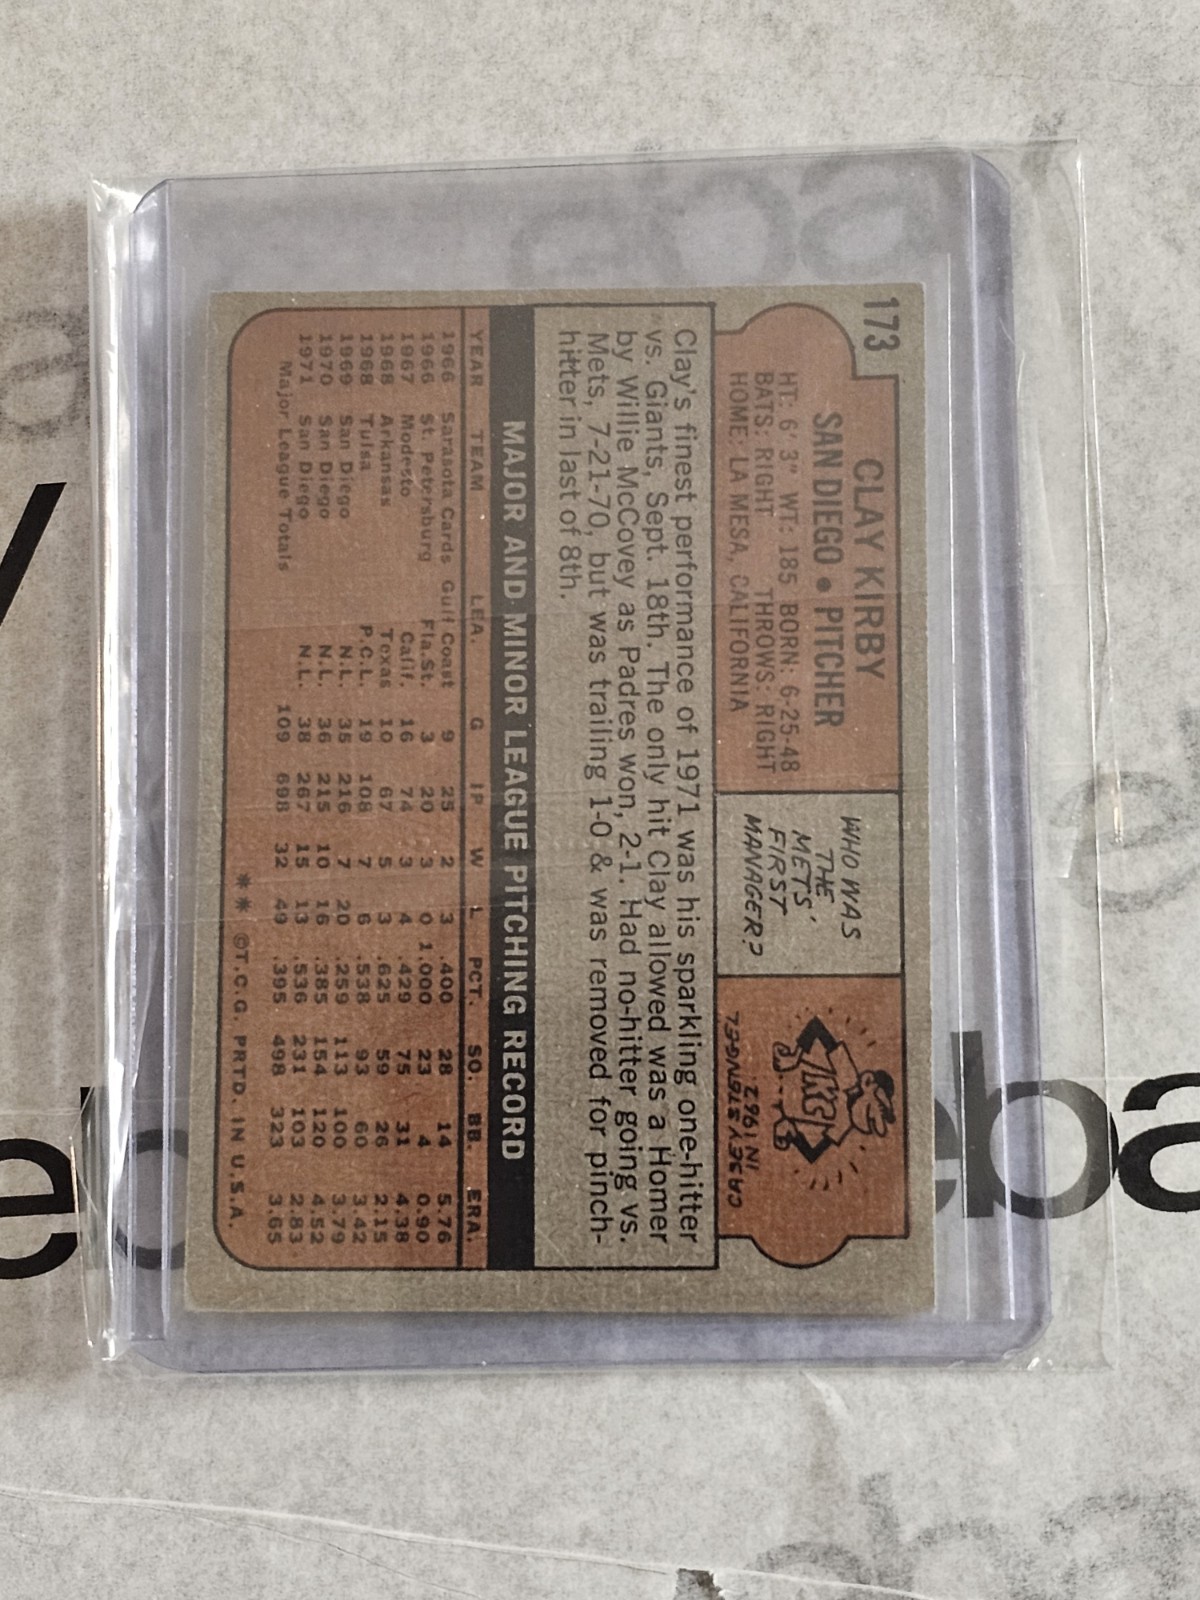 173
CLAY KIRBY
SAN DIEGO • PITCHER
HT: 6' 3" WT: 185 BORN: 6-25-48
BATS: RIGHT THROWS: RIGHT
HOME: LA MESA, CALIFORNIA
WHO WAS
THE
METS'
FIRST
MANAGER?
CASEY STENGEL
IN 1962
Clay's finest performance of 1971 was his sparkling one-hitter
vs. Giants, Sept. 18th. The only hit Clay allowed was a Homer
by Willie McCovey as Padres won, 2-1. Had no-hitter going vs.
Mets, 7-21-70, but was trailing 1-0 & was removed for pinch-
hitter in last of 8th.
MAJOR AND MINOR LEAGUE PITCHING RECORD
YEAR TEAM LEA. G IP W L PCT. SO. BB. ERA.
1966 Sarasota Cards Gulf Coast 9 25 2 3 .400 28 14 5.76
1966 St. Petersburg Fla.St. 3 20 3 0 1.000 23 4 0.90
1967 Modesto Calif. 16 74 3 4 .429 75 31 4.38
1968 Arkansas Texas 10 67 5 3 .625 59 26 2.15
1968 Tulsa P.C.L. 19 108 7 6 .538 93 60 3.42
1969 San Diego N.L. 35 216 7 20 .259 113 100 3.79
1970 San Diego N.L. 36 215 10 16 .385 154 120 4.52
1971 San Diego N.L. 38 267 15 13 .536 231 103 2.83
Major League Totals 109 698 32 49 .395 498 323 3.65
** ©T.C.G. PRTD. IN U.S.A.
eba